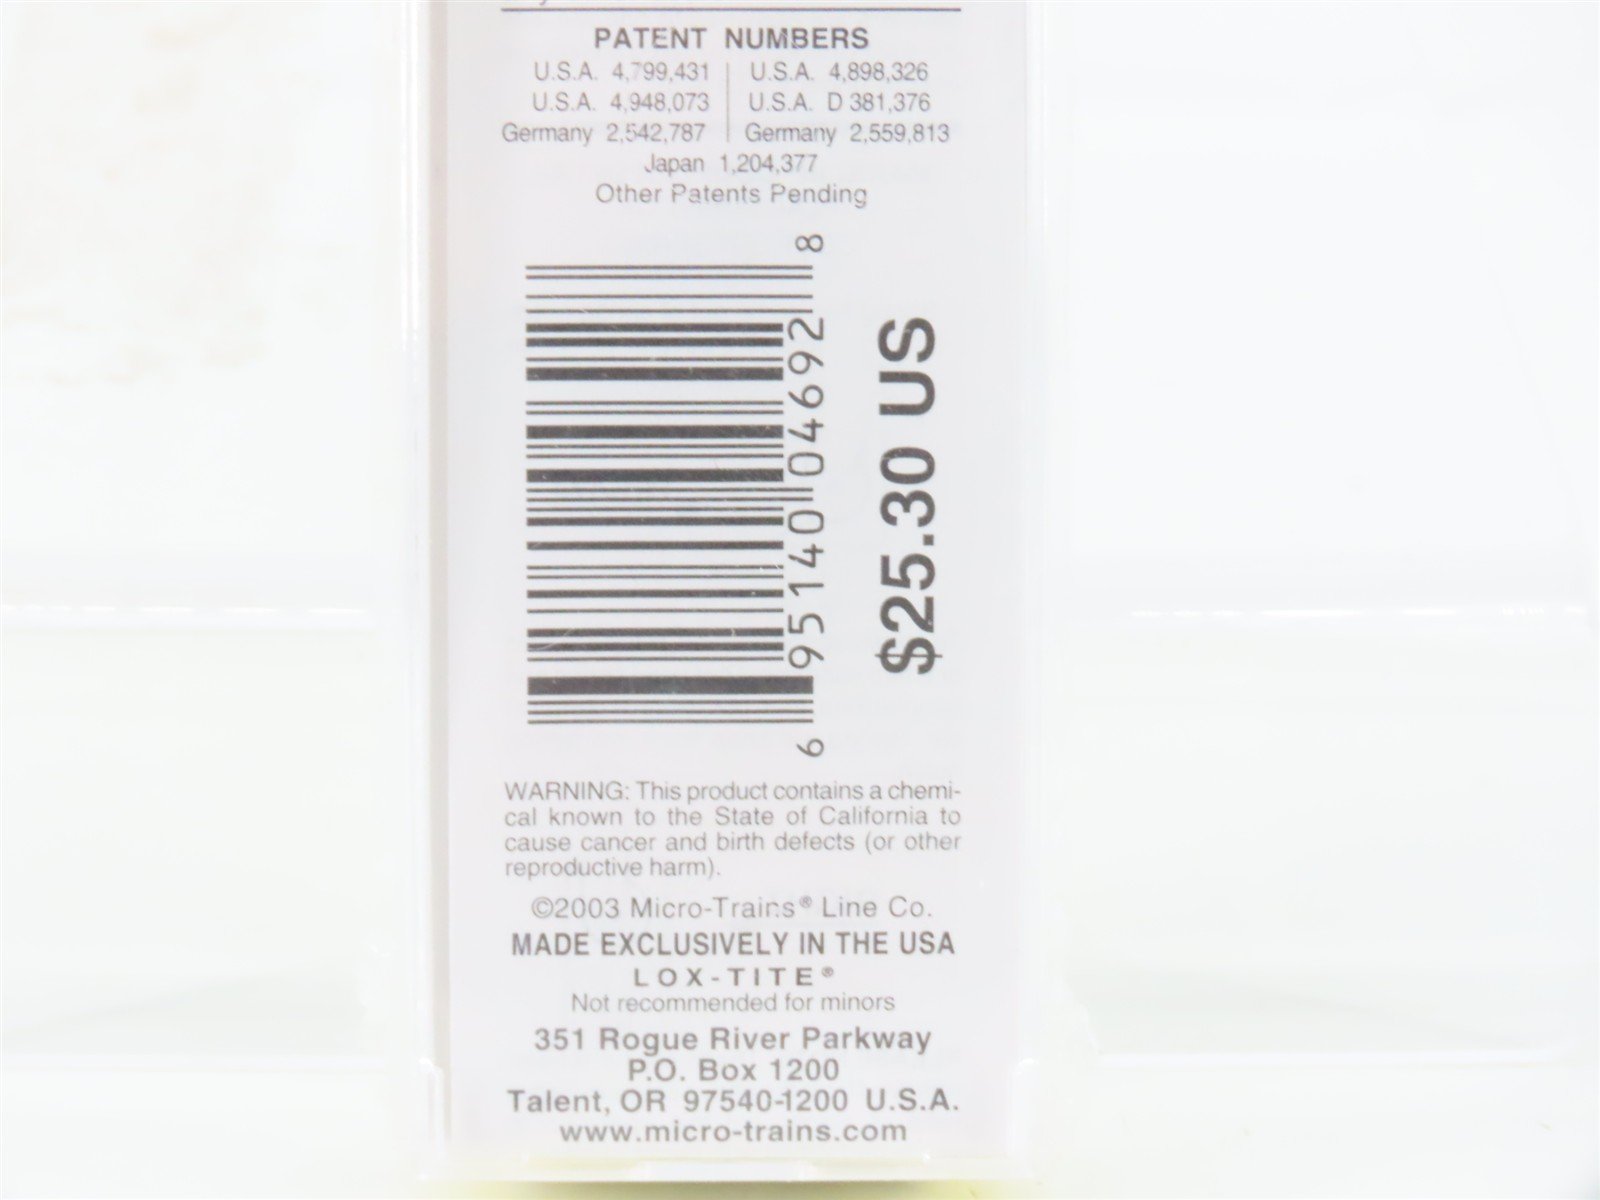 PATENT NUMBERS
U.S.A. 4,799,431 U.S.A. 4,898,326
U.S.A. 4,948,073 U.S.A. D 381,376
Germany 2,542,787 Germany 2,559,813
Japan 1,204,377
Other Patents Pending
6 95140 04692 8
$25.30 US
WARNING: This product contains a chemi-
cal known to the State of California to
cause cancer and birth defects (or other
reproductive harm).
©2003 Micro-Trains® Line Co.
MADE EXCLUSIVELY IN THE USA
LOX-TITE®
Not recommended for minors
351 Rogue River Parkway
P.O. Box 1200
Talent, OR 97540-1200 U.S.A.
www.micro-trains.com